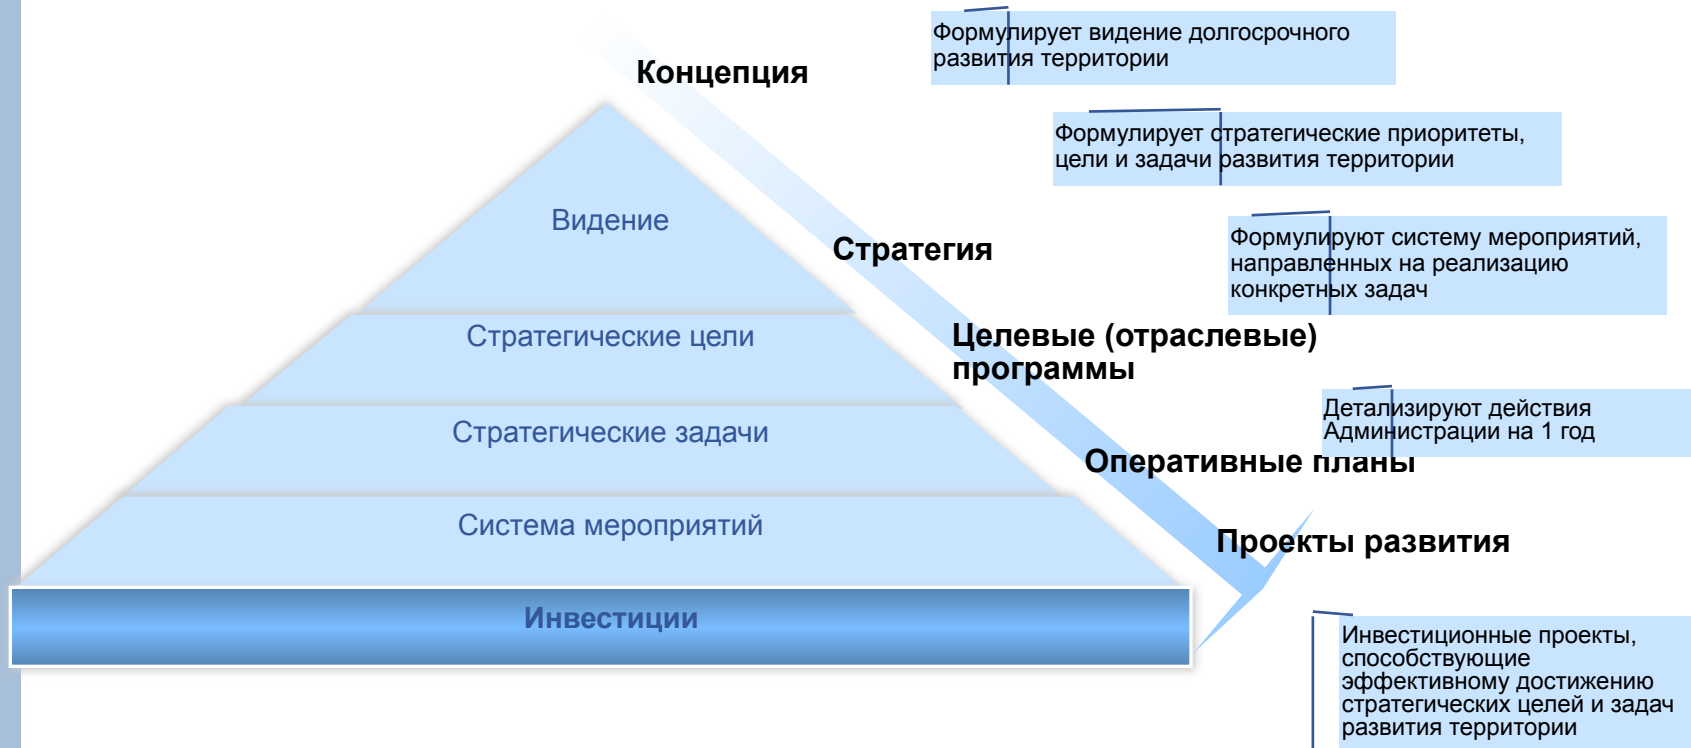 Формулирует видение долгосрочного
развития территории
Концепция
Формулирует стратегические приоритеты,
цели и задачи развития территории
Видение
Стратегия
Формулируют систему мероприятий,
направленных на реализацию
конкретных задач
Стратегические цели
Целевые (отраслевые)
программы
Детализируют действия
Администрации на 1 год
Стратегические задачи
Оперативные планы
Система мероприятий
Проекты развития
Инвестиции
Инвестиционные проекты,
способствующие
эффективному достижению
стратегических целей и задач
развития территории